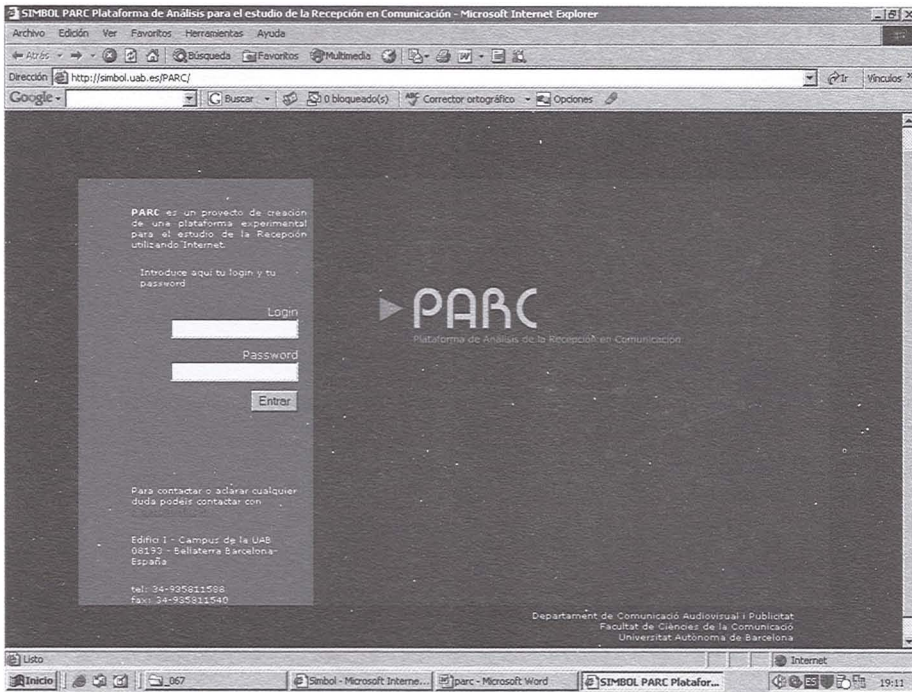 SIMBOL PARC Plataforma de Análisis para el estudio de la Recepción en Comunicación - Microsoft Internet Explorer
Archivo Edición Ver Favoritos Herramientas Ayuda
Atrás Búsqueda Favoritos Multimedia
Dirección http://simbol.uab.es/PARC/ Ir Vínculos
Google Buscar 0 bloqueado(s) Corrector ortográfico Opciones
PARC es un proyecto de creación
de una plataforma experimental
para el estudio de la Recepción
utilizando Internet.
Introduce aquí tu login y tu
password
Login
Password
Entrar
PARC
Plataforma de Análisis de la Recepción en Comunicación
Para contactar o aclarar cualquier
duda podéis contactar con
Edifici I - Campus de la UAB
08193 - Bellaterra Barcelona-
España
tel: 34-935811588
fax: 34-935811540
Departament de Comunicació Audiovisual i Publicitat
Facultat de Ciències de la Comunicació
Universitat Autònoma de Barcelona
Listo Internet
Inicio _067 Simbol - Microsoft Interne... parc - Microsoft Word SIMBOL PARC Platafor... ES 19:11